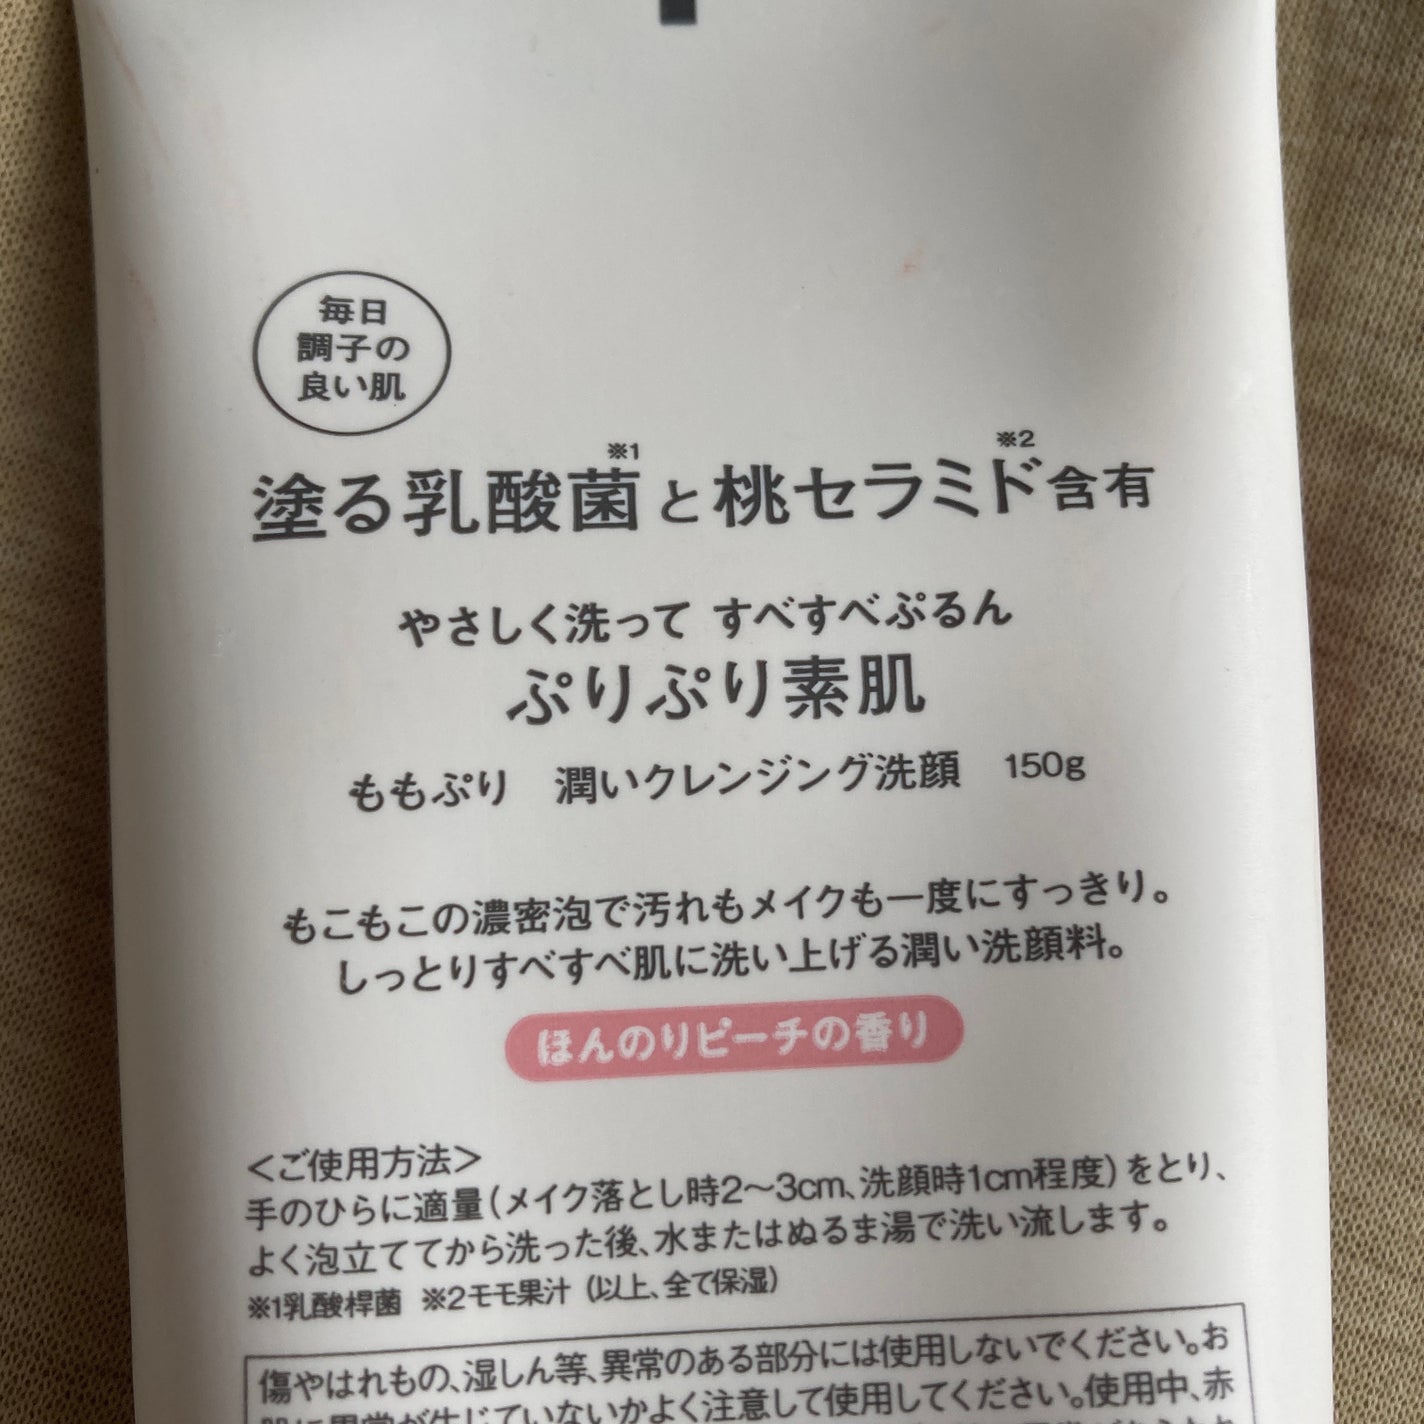 毎日
調子の
良い肌
塗る乳酸菌※1と桃セラミド※2含有
やさしく洗って すべすべぷるん
ぷりぷり素肌
ももぷり 潤いクレンジング洗顔 150g
もこもこの濃密泡で汚れもメイクも一度にすっきり。
しっとりすべすべ肌に洗い上げる潤い洗顔料。
ほんのりピーチの香り
＜ご使用方法＞
手のひらに適量(メイク落とし時2〜3cm、洗顔時1cm程度)をとり、
よく泡立ててから洗った後、水またはぬるま湯で洗い流します。
※1乳酸桿菌 ※2モモ果汁（以上、全て保湿）
傷やはれもの、湿しん等、異常のある部分には使用しないでください。お
肌に異常が生じていないかよく注意して使用してください。使用中、赤